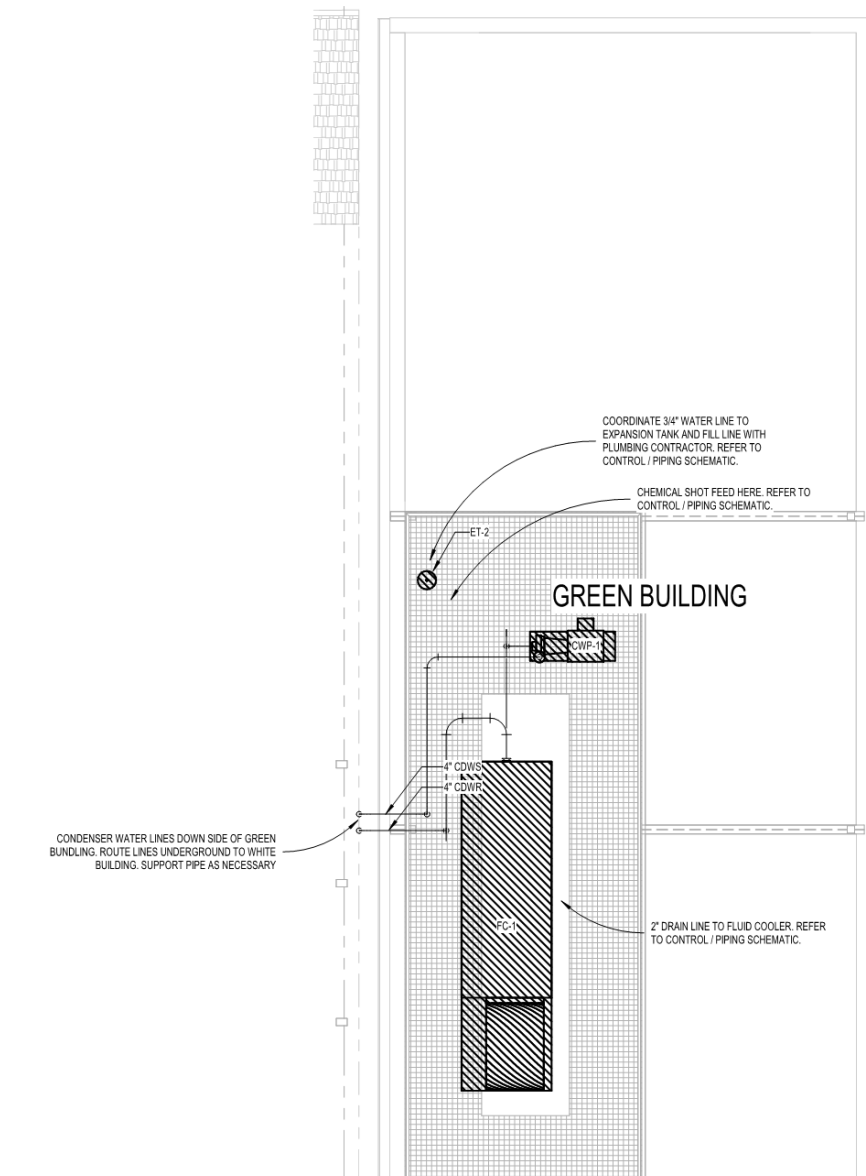 COORDINATE 3/4" WATER LINE TO
EXPANSION TANK AND FILL LINE WITH
PLUMBING CONTRACTOR. REFER TO
CONTROL / PIPING SCHEMATIC.
CHEMICAL SHOT FEED HERE. REFER TO
CONTROL / PIPING SCHEMATIC.
ET-2
GREEN BUILDING
CWP-1
4" CDWS
4" CDWR
CONDENSER WATER LINES DOWN SIDE OF GREEN
BUNDLING. ROUTE LINES UNDERGROUND TO WHITE
BUILDING. SUPPORT PIPE AS NECESSARY
FC-1
2" DRAIN LINE TO FLUID COOLER. REFER
TO CONTROL / PIPING SCHEMATIC.